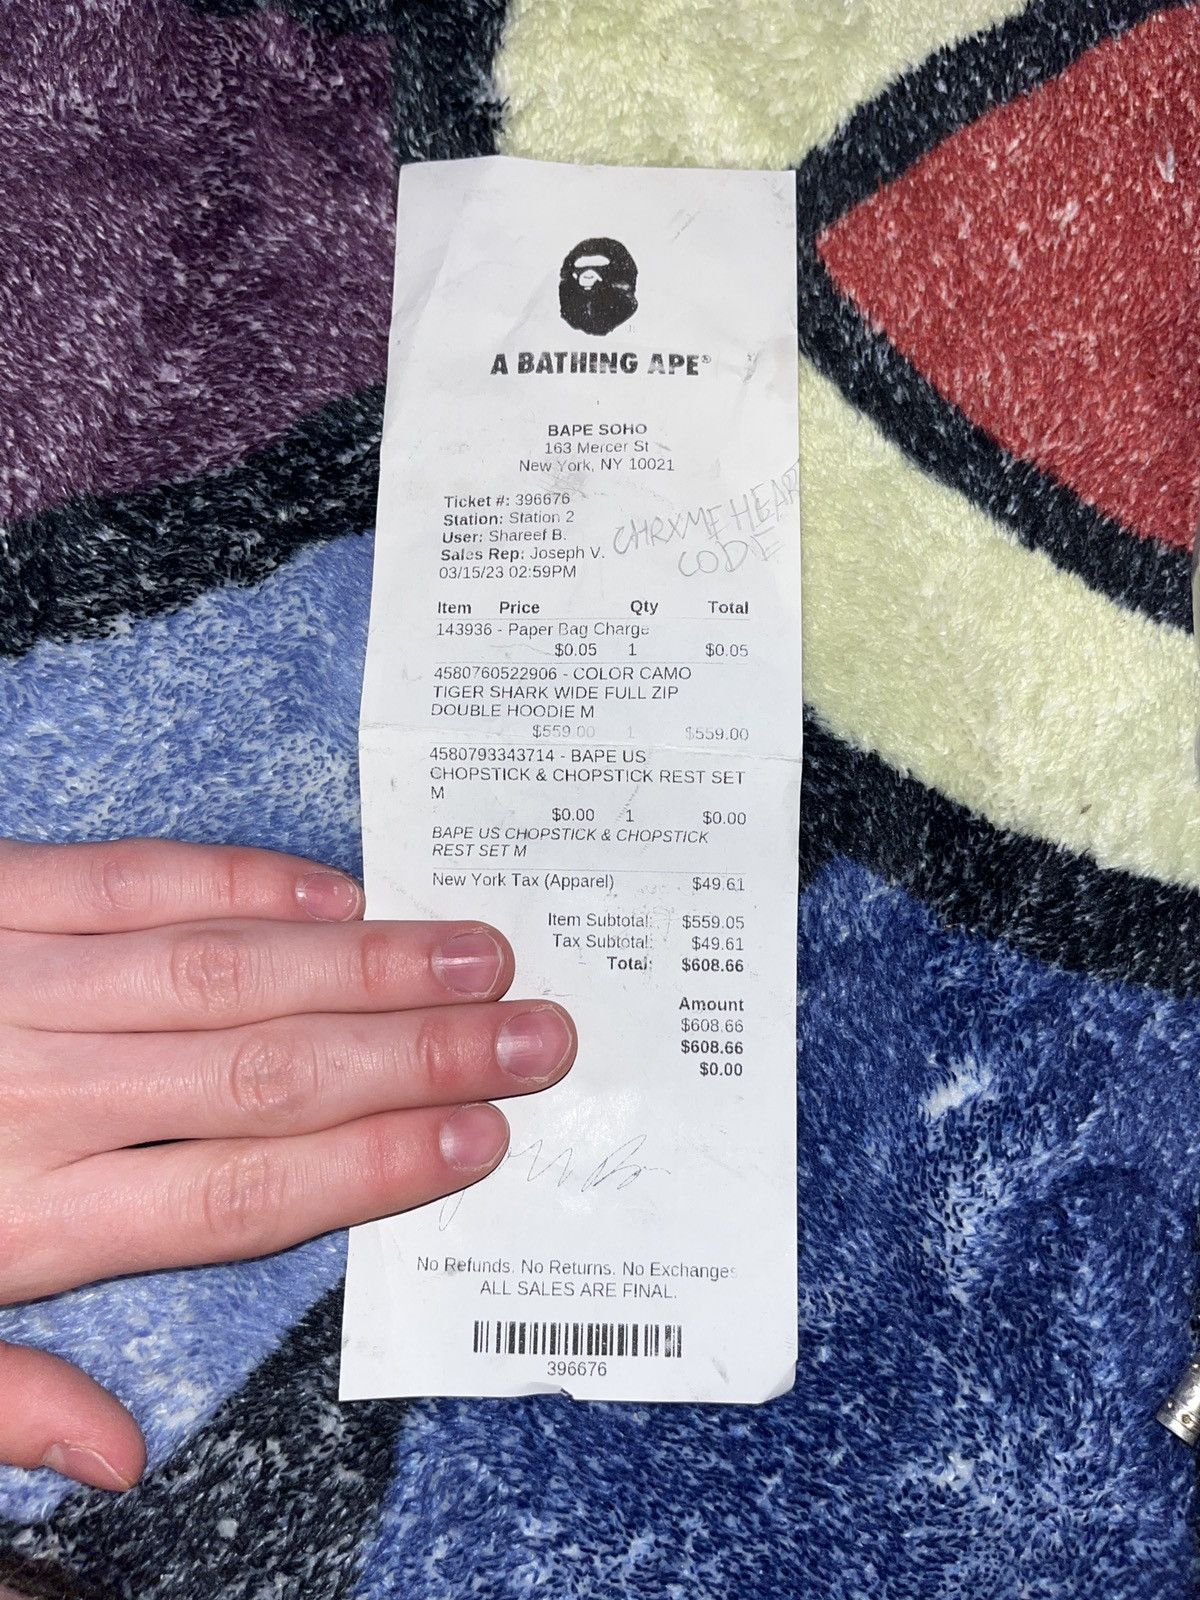 A BATHING APE®
BAPE SOHO
163 Mercer St
New York, NY 10021
Ticket #: 396676
Station: Station 2
User: Shareef B.
Sales Rep: Joseph V.
03/15/23 02:59PM
CHRXME HEAR
CODIE
Item Price Qty Total
143936 - Paper Bag Charge
$0.05 1 $0.05
4580760522906 - COLOR CAMO
TIGER SHARK WIDE FULL ZIP
DOUBLE HOODIE M
$559.00 1 $559.00
4580793343714 - BAPE US
CHOPSTICK & CHOPSTICK REST SET
M
$0.00 1 $0.00
BAPE US CHOPSTICK & CHOPSTICK
REST SET M
New York Tax (Apparel) $49.61
Item Subtotal: $559.05
Tax Subtotal: $49.61
Total: $608.66
Amount
$608.66
$608.66
$0.00
No Refunds. No Returns. No Exchanges
ALL SALES ARE FINAL.
396676